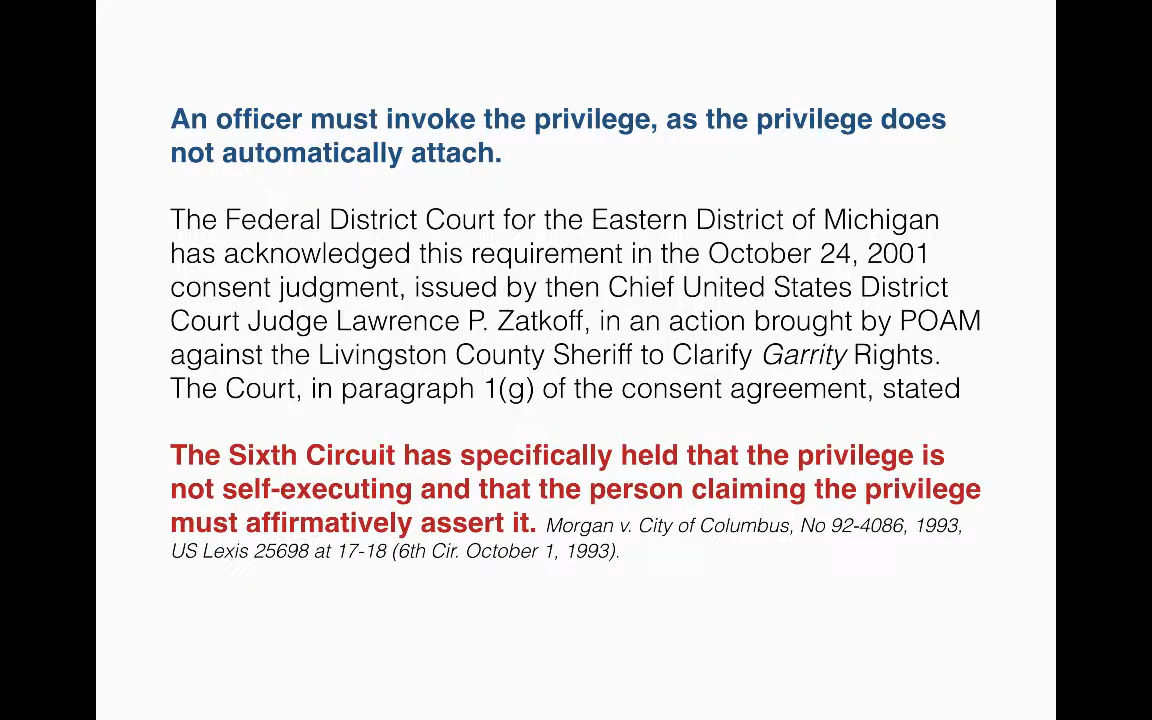 An officer must invoke the privilege, as the privilege does
not automatically attach.
The Federal District Court for the Eastern District of Michigan
has acknowledged this requirement in the October 24, 2001
consent judgment, issued by then Chief United States District
Court Judge Lawrence P. Zatkoff, in an action brought by POAM
against the Livingston County Sheriff to Clarify Garrity Rights.
The Court, in paragraph 1(g) of the consent agreement, stated
The Sixth Circuit has specifically held that the privilege is
not self-executing and that the person claiming the privilege
must affirmatively assert it. Morgan v. City of Columbus, No 92-4086, 1993,
US Lexis 25698 at 17-18 (6th Cir. October 1, 1993).